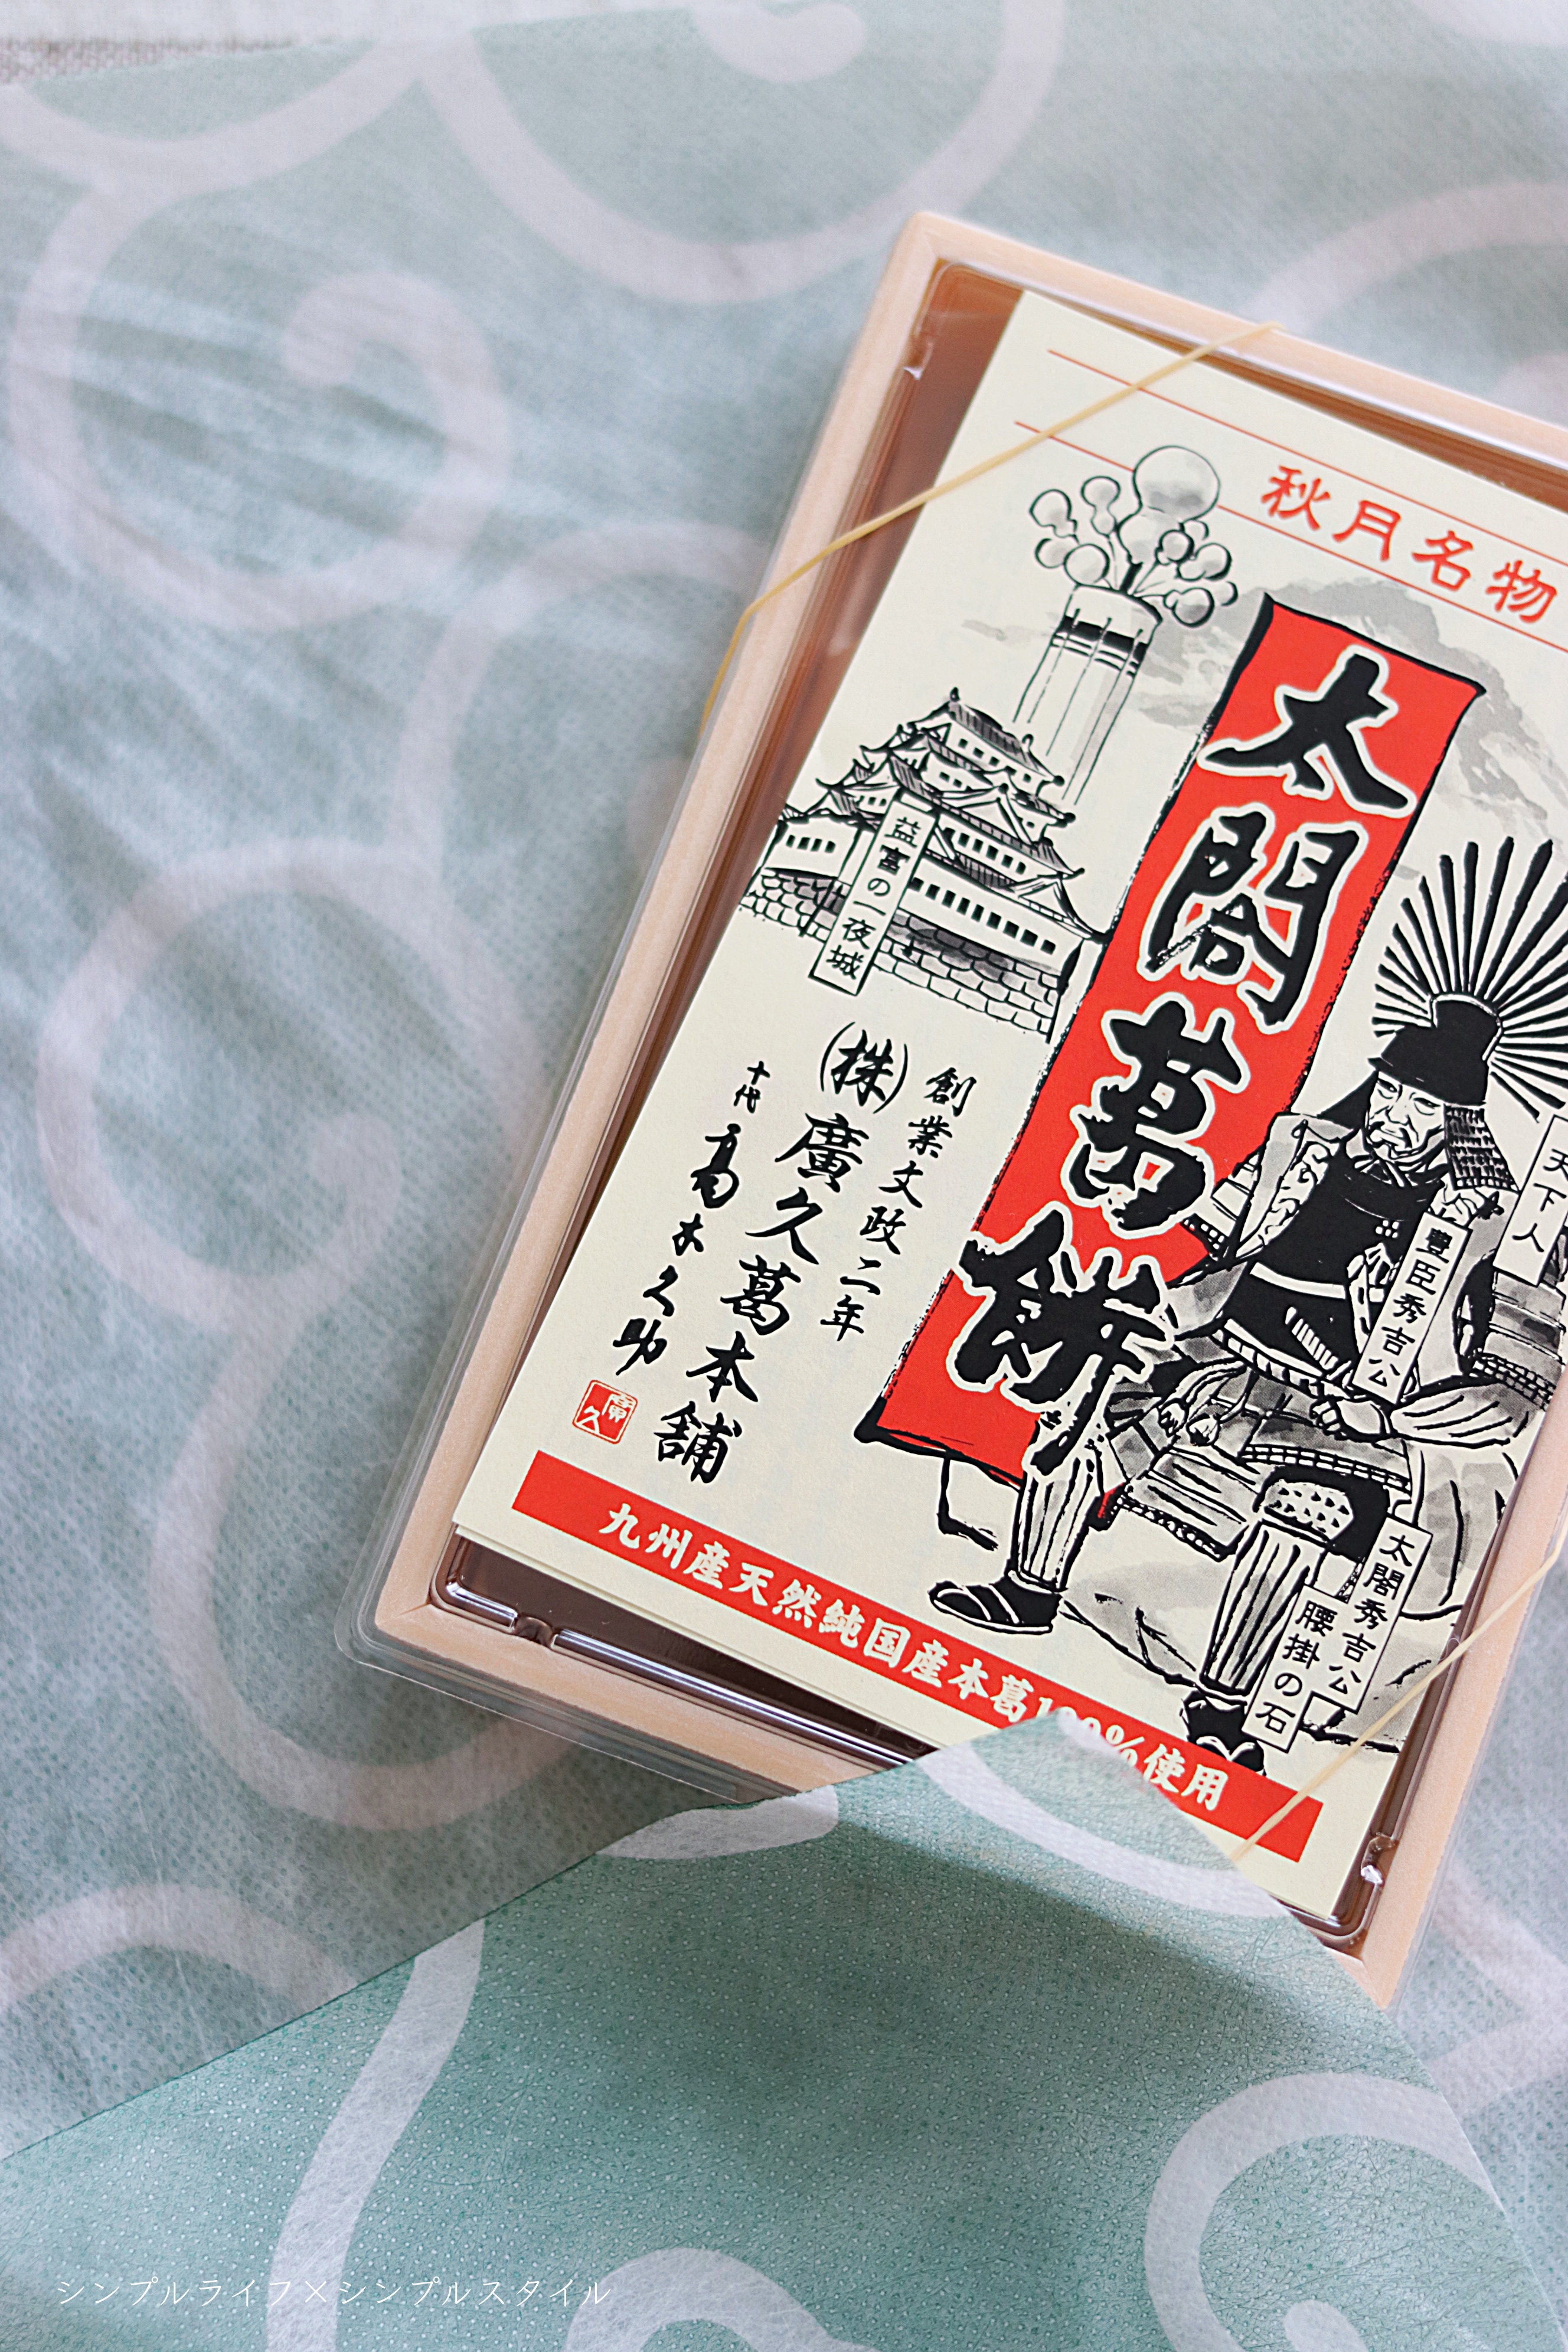 秋月名物
太閤葛餅
天下人
豊臣秀吉公
太閤秀吉公
腰掛の石
益富の一夜城
創業文政二年
(株)廣久葛本舗
十代 高木久助
廣久
九州産天然純国産本葛100%使用
シンプルライフ×シンプルスタイル